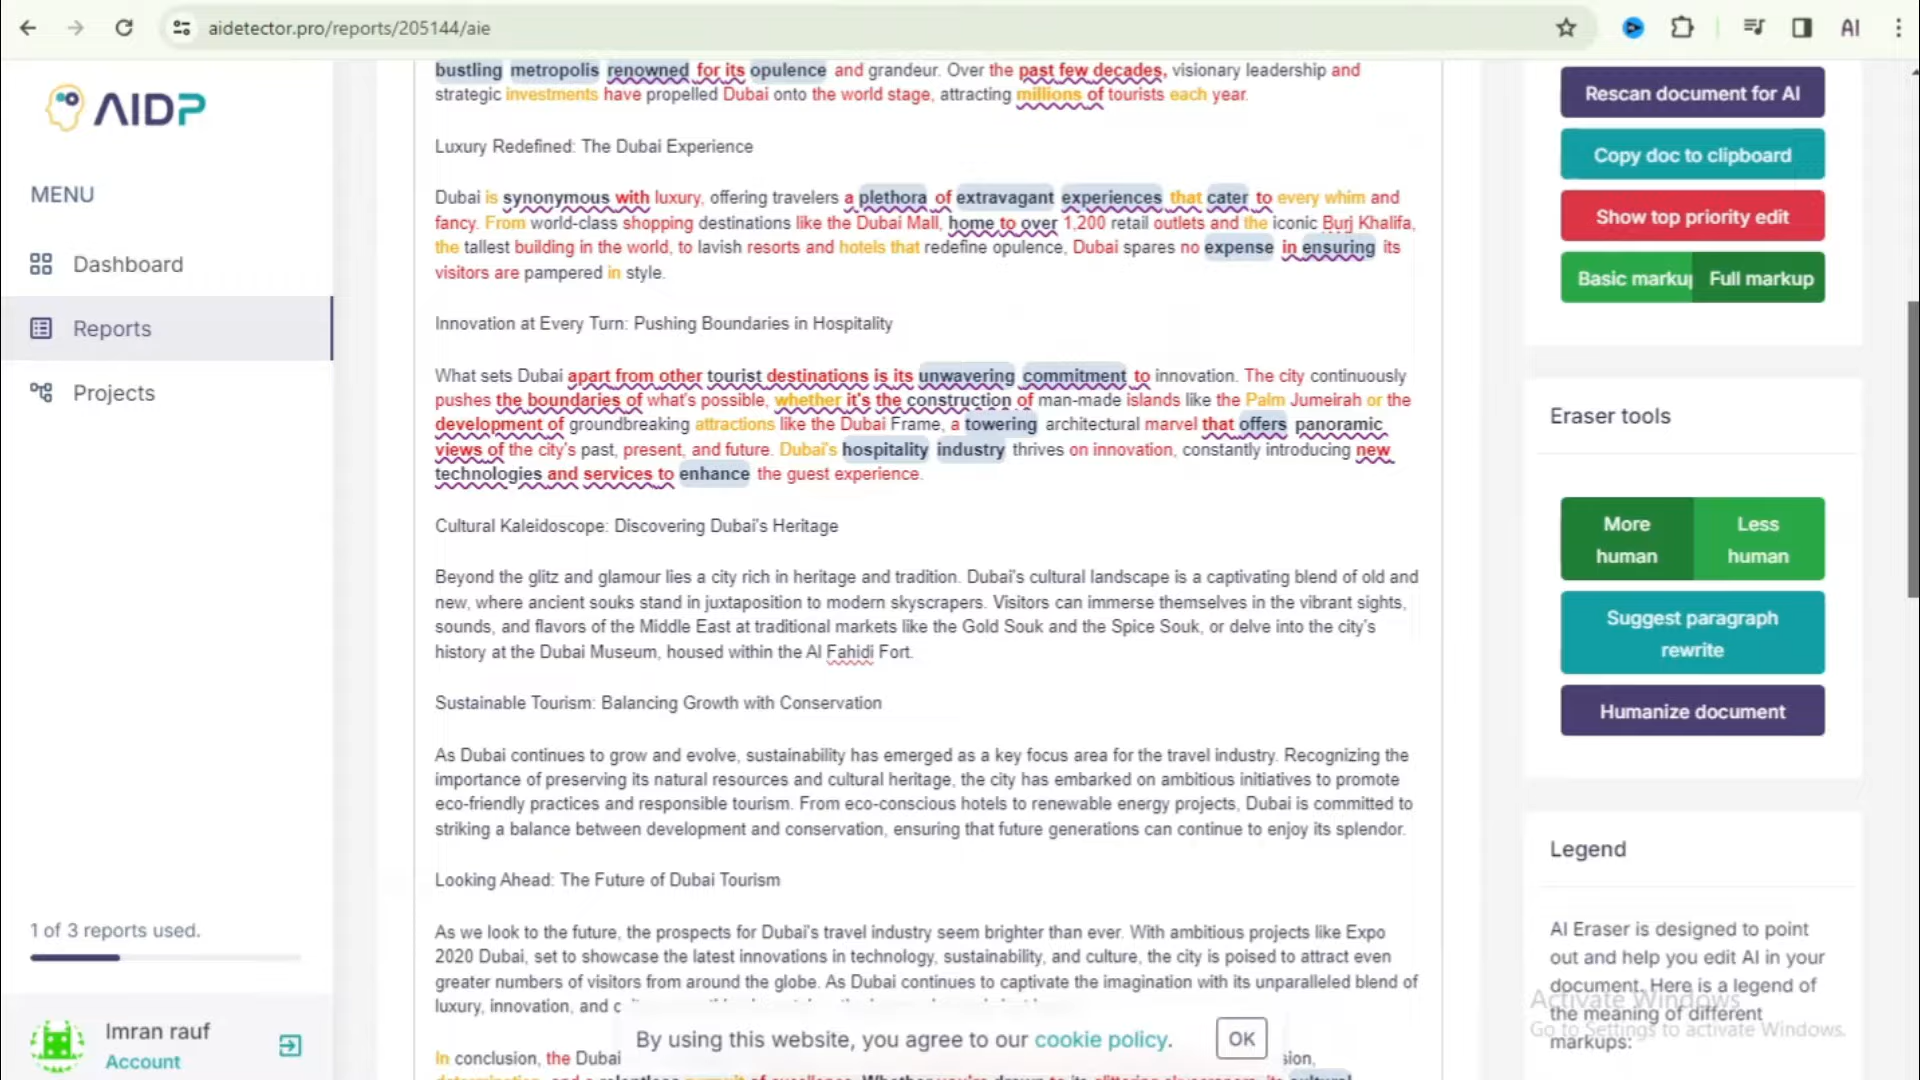 aidetector.pro/reports/205144/aie
AI
AIDP
MENU
Dashboard
Reports
Projects
1 of 3 reports used.
Imran rauf
Account
bustling metropolis renowned for its opulence and grandeur. Over the past few decades, visionary leadership and
strategic investments have propelled Dubai onto the world stage, attracting millions of tourists each year.
Luxury Redefined: The Dubai Experience
Dubai is synonymous with luxury, offering travelers a plethora of extravagant experiences that cater to every whim and
fancy. From world-class shopping destinations like the Dubai Mall, home to over 1,200 retail outlets and the iconic Burj Khalifa,
the tallest building in the world, to lavish resorts and hotels that redefine opulence, Dubai spares no expense in ensuring its
visitors are pampered in style.
Innovation at Every Turn: Pushing Boundaries in Hospitality
What sets Dubai apart from other tourist destinations is its unwavering commitment to innovation. The city continuously
pushes the boundaries of what's possible, whether it's the construction of man-made islands like the Palm Jumeirah or the
development of groundbreaking attractions like the Dubai Frame, a towering architectural marvel that offers panoramic
views of the city's past, present, and future. Dubai's hospitality industry thrives on innovation, constantly introducing new
technologies and services to enhance the guest experience.
Cultural Kaleidoscope: Discovering Dubai's Heritage
Beyond the glitz and glamour lies a city rich in heritage and tradition. Dubai's cultural landscape is a captivating blend of old and
new, where ancient souks stand in juxtaposition to modern skyscrapers. Visitors can immerse themselves in the vibrant sights,
sounds, and flavors of the Middle East at traditional markets like the Gold Souk and the Spice Souk, or delve into the city's
history at the Dubai Museum, housed within the Al Fahidi Fort.
Sustainable Tourism: Balancing Growth with Conservation
As Dubai continues to grow and evolve, sustainability has emerged as a key focus area for the travel industry. Recognizing the
importance of preserving its natural resources and cultural heritage, the city has embarked on ambitious initiatives to promote
eco-friendly practices and responsible tourism. From eco-conscious hotels to renewable energy projects, Dubai is committed to
striking a balance between development and conservation, ensuring that future generations can continue to enjoy its splendor.
Looking Ahead: The Future of Dubai Tourism
As we look to the future, the prospects for Dubai's travel industry seem brighter than ever. With ambitious projects like Expo
2020 Dubai, set to showcase the latest innovations in technology, sustainability, and culture, the city is poised to attract even
greater numbers of visitors from around the globe. As Dubai continues to captivate the imagination with its unparalleled blend of
luxury, innovation, and
In conclusion, the Dubai
By using this website, you agree to our cookie policy.
OK
Rescan document for AI
Copy doc to clipboard
Show top priority edit
Basic markup
Full markup
Eraser tools
More
human
Less
human
Suggest paragraph
rewrite
Humanize document
Legend
AI Eraser is designed to point
out and help you edit AI in your
document. Here is a legend of
the meaning of different
markups:
Activate Windows
Go to Settings to activate Windows.